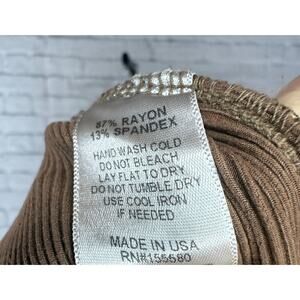 87% RAYON
13% SPANDEX
HAND WASH COLD
DO NOT BLEACH
LAY FLAT TO DRY
DO NOT TUMBLE DRY
USE COOL IRON
IF NEEDED
MADE IN USA
RN#155580